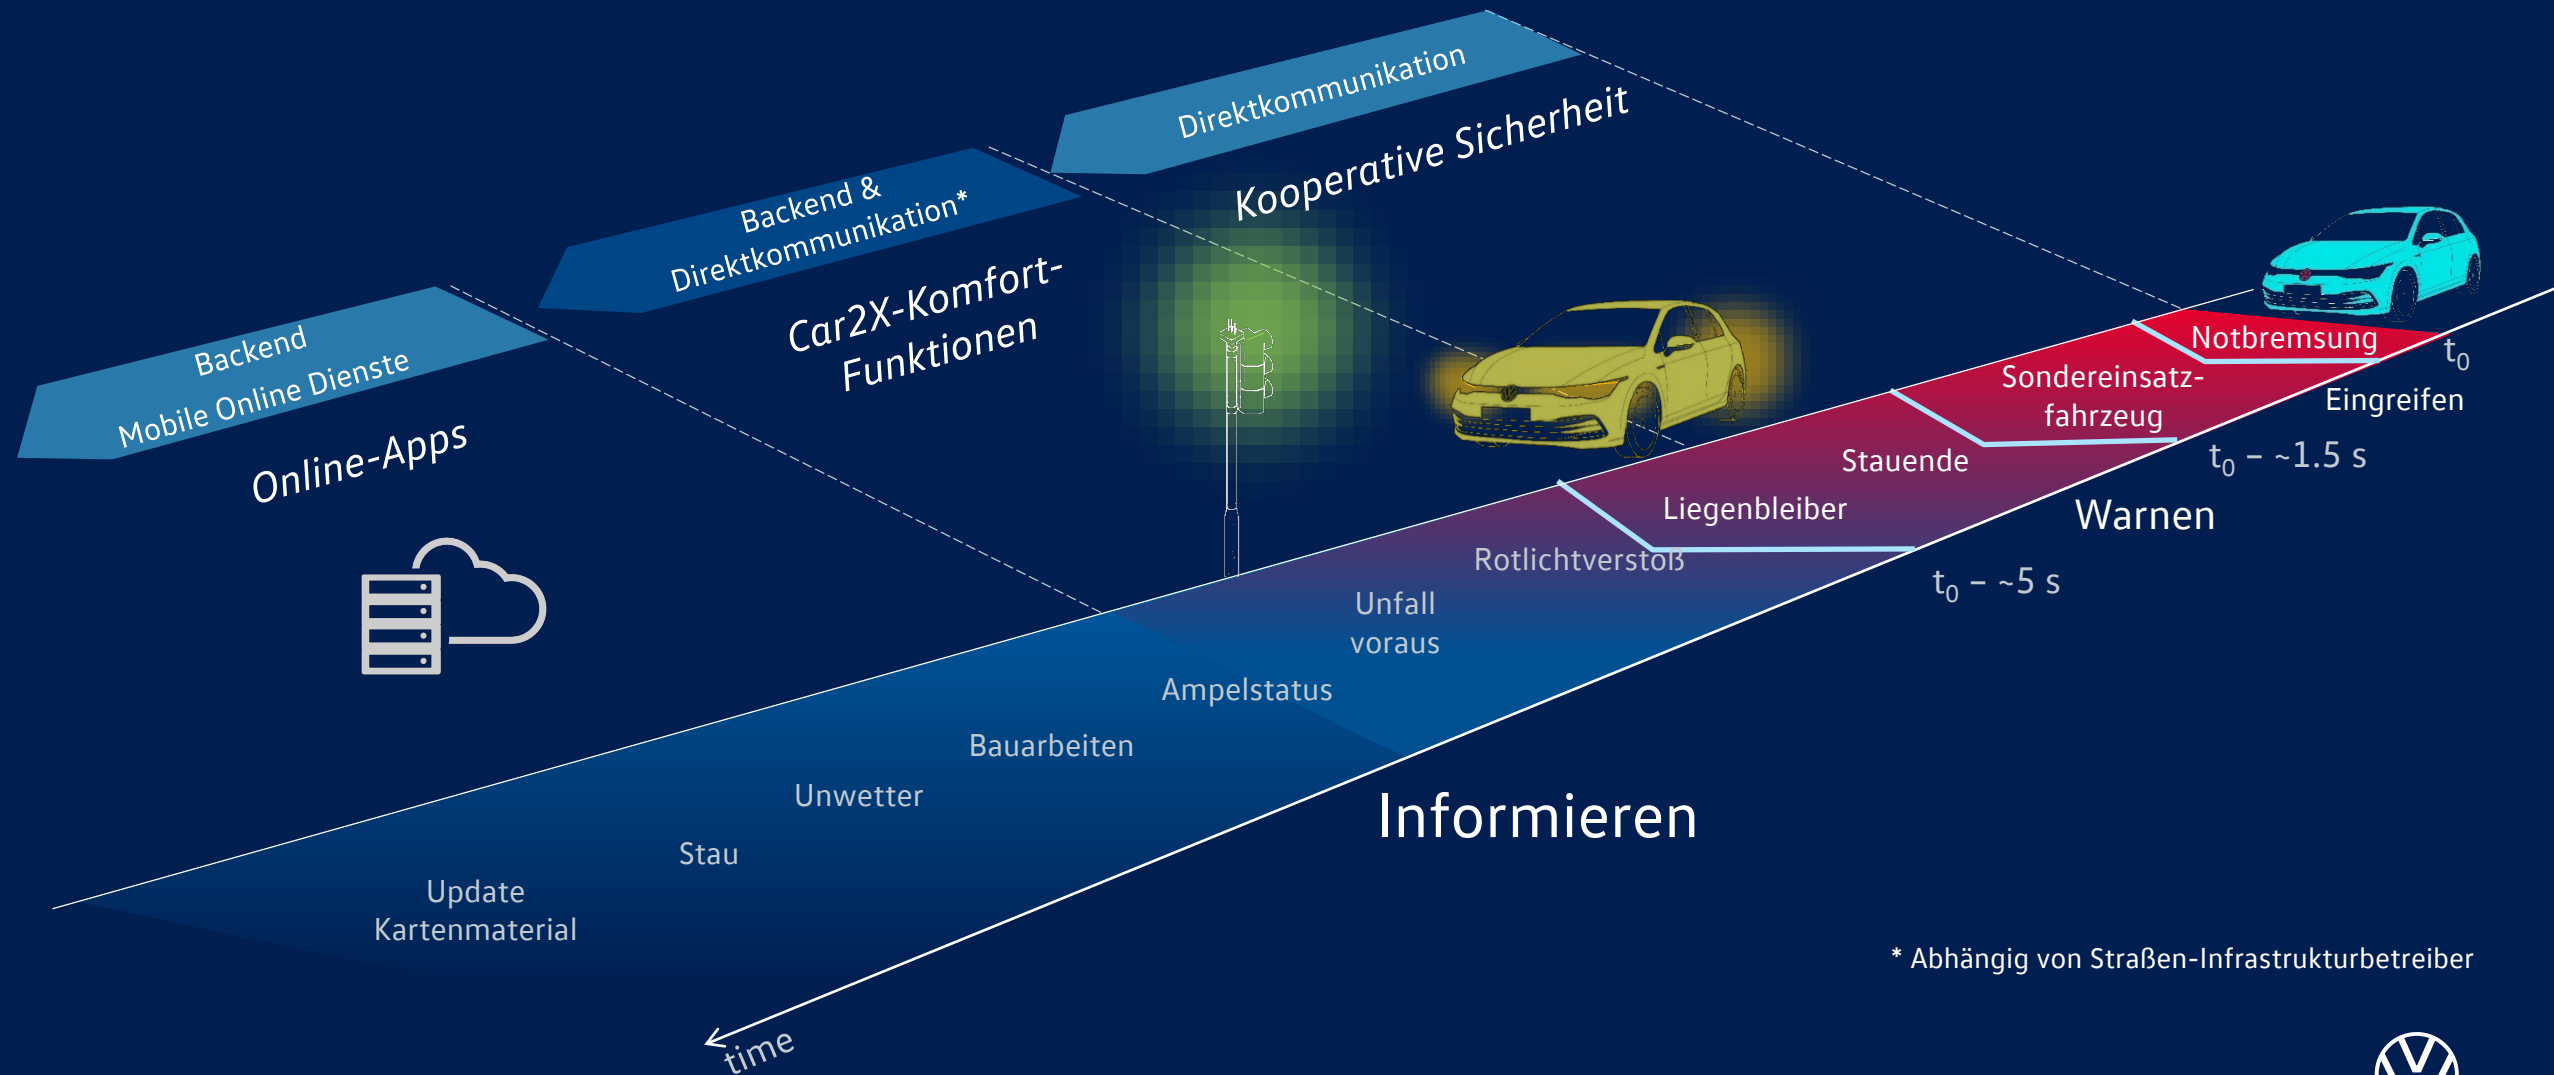 Direktkommunikation
Kooperative Sicherheit
Backend &
Direktkommunikation*
Car2X-Komfort-
Funktionen
Backend
Mobile Online Dienste
Online-Apps
Notbremsung
t₀
Eingreifen
Sondereinsatz-
fahrzeug
t₀ – ~1.5 s
Stauende
Warnen
Liegenbleiber
t₀ – ~5 s
Rotlichtverstoß
Unfall
voraus
Ampelstatus
Bauarbeiten
Unwetter
Informieren
Stau
Update
Kartenmaterial
* Abhängig von Straßen-Infrastrukturbetreiber
time